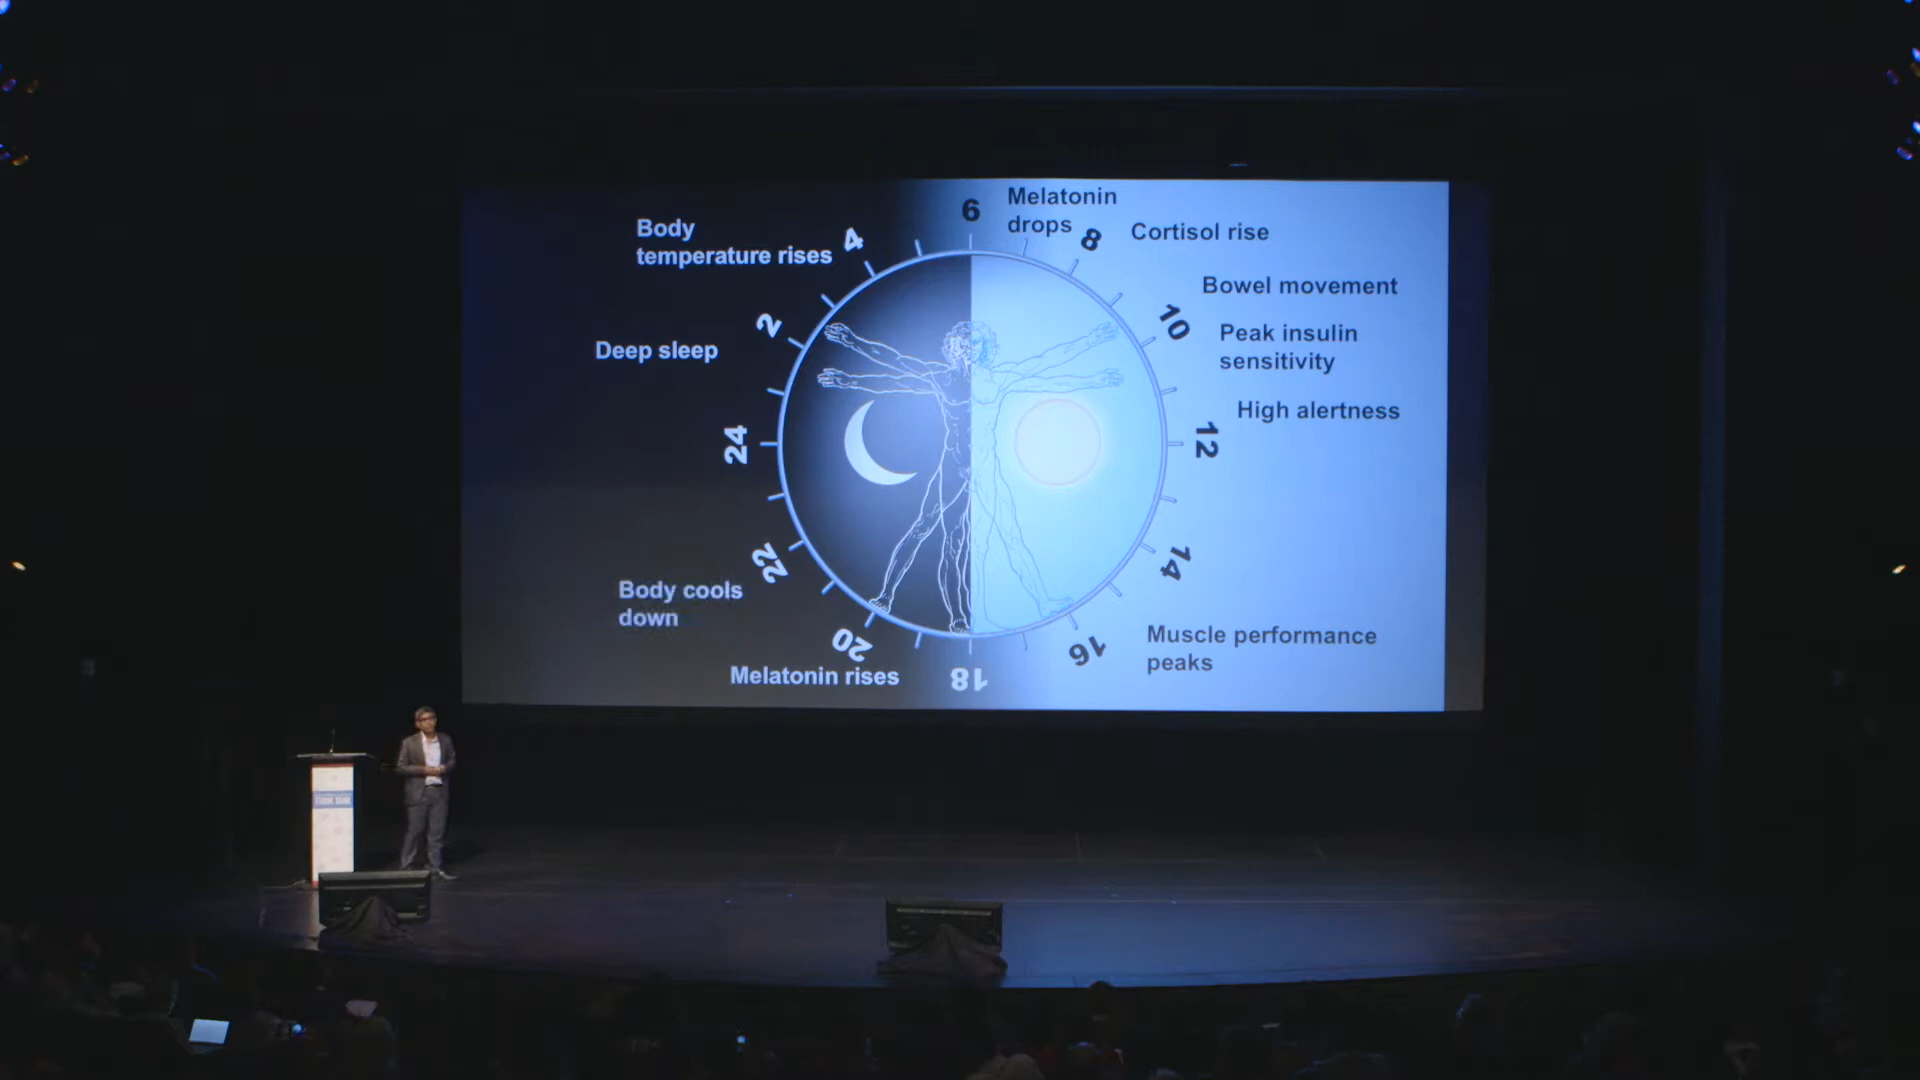 6
Melatonin
drops
8
Cortisol rise
Bowel movement
10
Peak insulin
sensitivity
High alertness
12
14
Muscle performance
peaks
16
18
Melatonin rises
20
Body cools
down
22
24
Deep sleep
2
Body
temperature rises
4